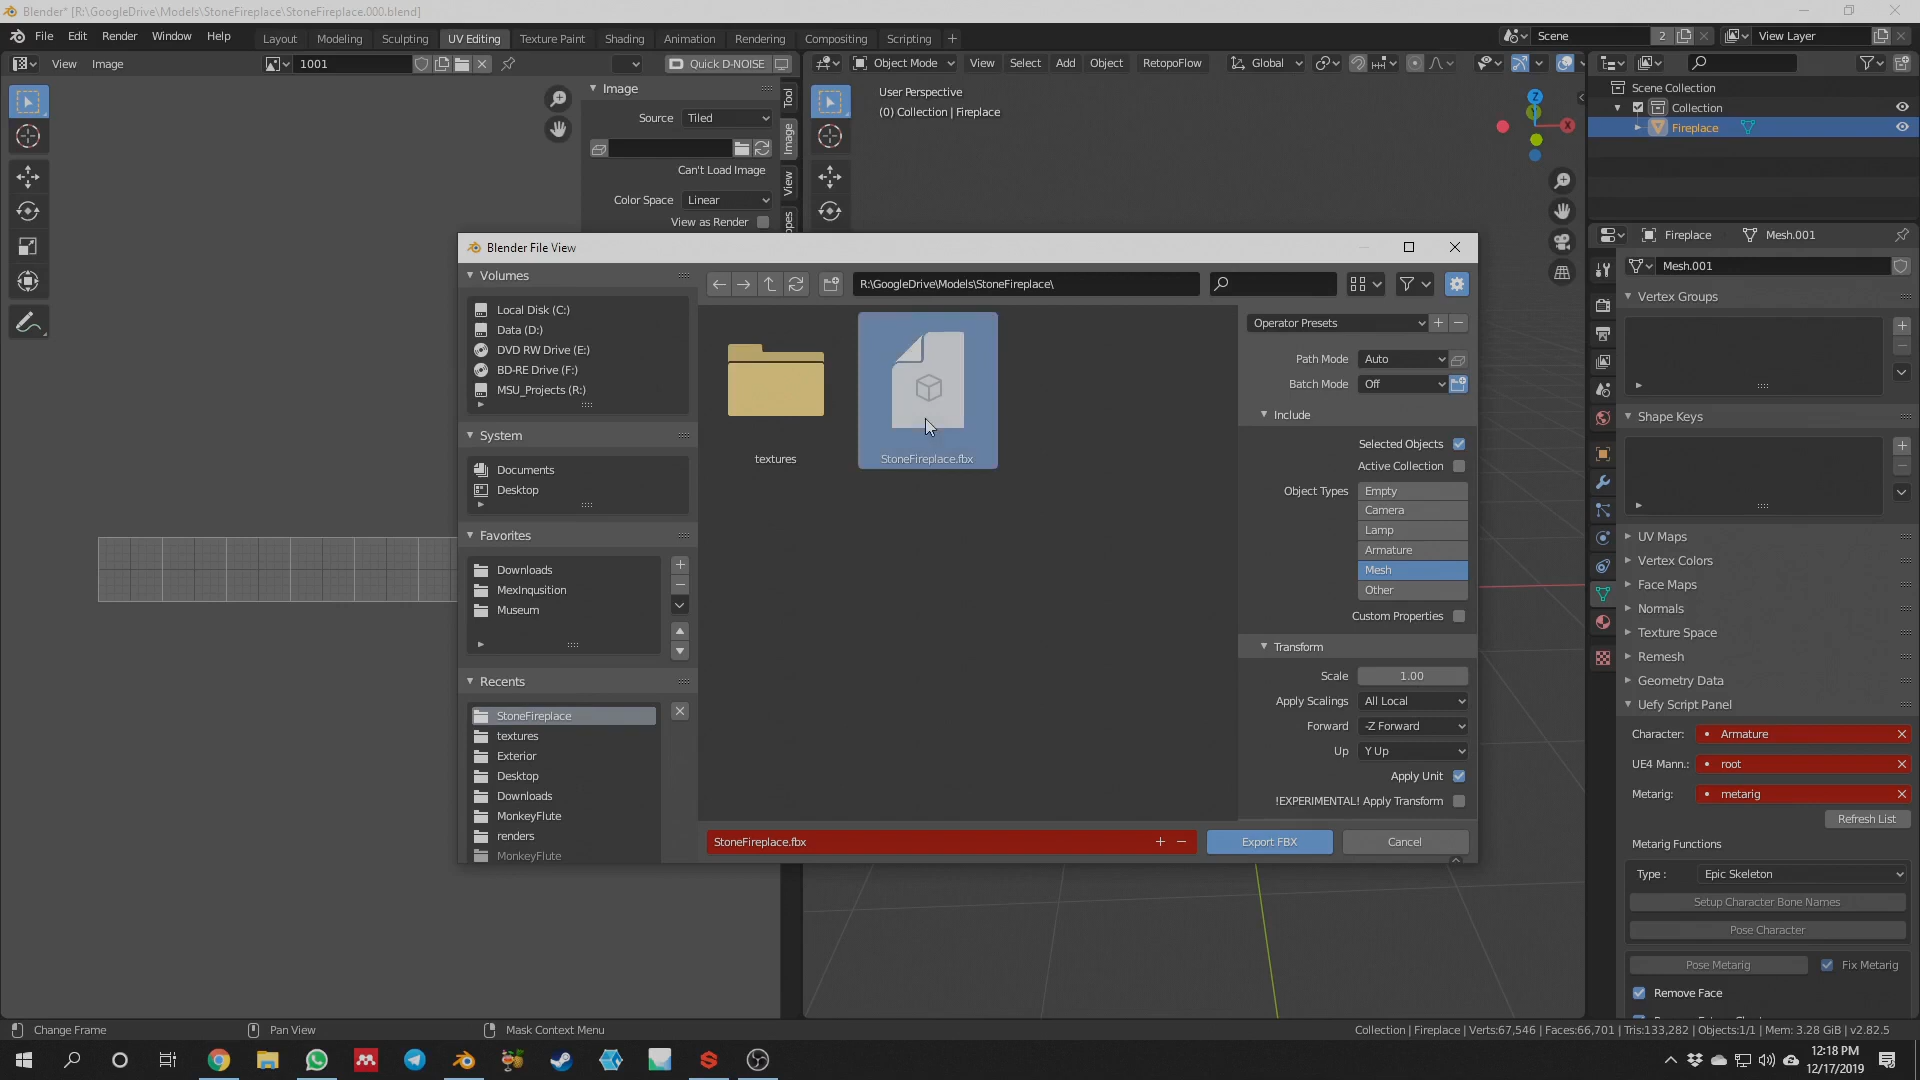 Blender* [R:\GoogleDrive\Models\StoneFireplace\StoneFireplace.000.blend]
File Edit Render Window Help
Layout Modeling Sculpting UV Editing Texture Paint Shading Animation Rendering Compositing Scripting +
Scene 2 View Layer
View Image 1001 Quick D-NOISE
Object Mode View Select Add Object RetopoFlow Global
Image
Source Tiled
Can't Load Image
Color Space Linear
View as Render
Tool
Image
View
User Perspective
(0) Collection | Fireplace
Z
X
Scene Collection
Collection
Fireplace
Fireplace Mesh.001
Mesh.001
Vertex Groups
Shape Keys
UV Maps
Vertex Colors
Face Maps
Normals
Texture Space
Remesh
Geometry Data
Uefy Script Panel
Character: Armature
UE4 Mann.: root
Metarig: metarig
Refresh List
Metarig Functions
Type : Epic Skeleton
Setup Character Bone Names
Pose Character
Pose Metarig Fix Metarig
Remove Face
Blender File View
Volumes
Local Disk (C:)
Data (D:)
DVD RW Drive (E:)
BD-RE Drive (F:)
MSU_Projects (R:)
System
Documents
Desktop
Favorites
Downloads
MexInqusition
Museum
Recents
StoneFireplace
textures
Exterior
Desktop
Downloads
MonkeyFlute
renders
MonkeyFlute
R:\GoogleDrive\Models\StoneFireplace\
textures
StoneFireplace.fbx
Operator Presets
Path Mode Auto
Batch Mode Off
Include
Selected Objects
Active Collection
Object Types Empty
Camera
Lamp
Armature
Mesh
Other
Custom Properties
Transform
Scale 1.00
Apply Scalings All Local
Forward -Z Forward
Up Y Up
Apply Unit
!EXPERIMENTAL! Apply Transform
StoneFireplace.fbx + − Export FBX Cancel
Change Frame Pan View Mask Context Menu
Collection | Fireplace | Verts:67,546 | Faces:66,701 | Tris:133,282 | Objects:1/1 | Mem: 3.28 GiB | v2.82.5
12:18 PM
12/17/2019